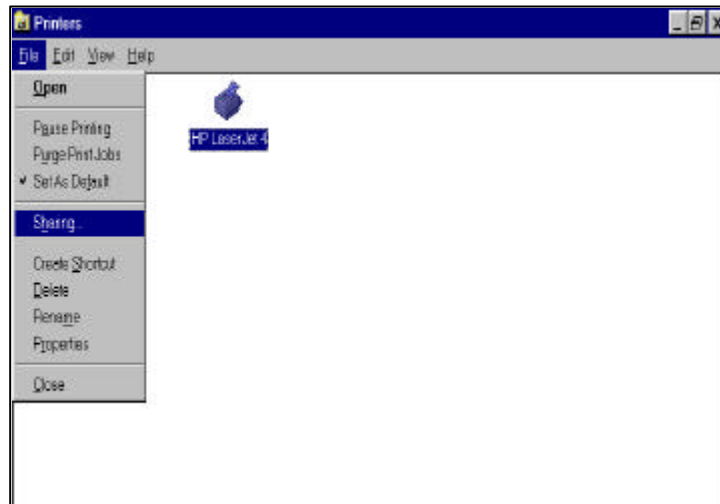 Printers
File Edit View Help
Open
Pause Printing
Purge Print Jobs
Set As Default
Sharing...
Create Shortcut
Delete
Rename
Properties
Close
HP LaserJet 4